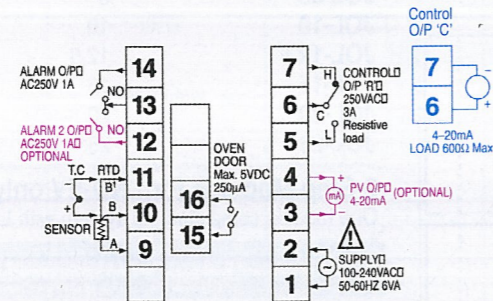 Control
O/P 'C'
14
ALARM O/P
AC250V 1A
NO
13
ALARM 2 O/P
AC250V 1A
OPTIONAL
NO
12
T.C RTD
B'
B
11
10
SENSOR
A
9
OVEN
DOOR
Max. 5VDC
250µA
16
15
7
H
CONTROL
O/P 'R'
250VAC
3A
Resistive
load
6
C
5
L
4
+
mA
PV O/P (OPTIONAL)
4-20mA
3
-
2
SUPPLY
100-240VAC
50-60HZ 6VA
1
7
-
6
+
4–20mA
LOAD 600Ω Max